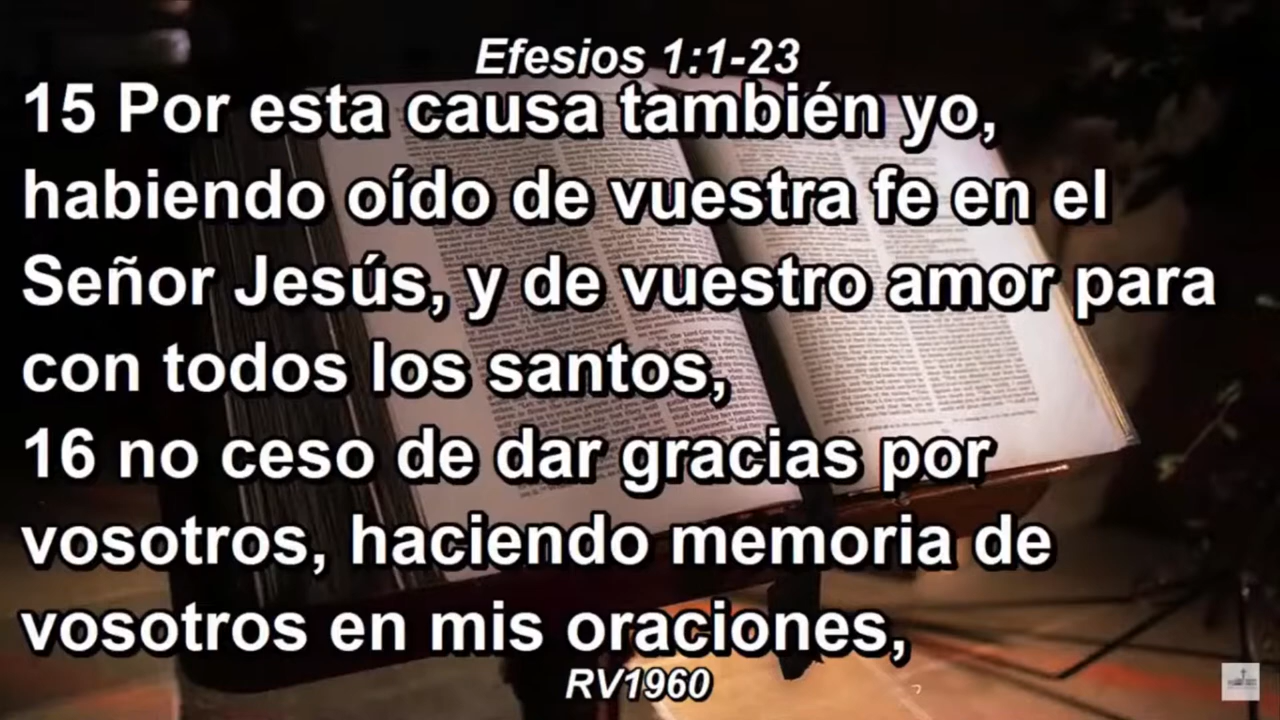 Efesios 1:1-23
15 Por esta causa también yo,
habiendo oído de vuestra fe en el
Señor Jesús, y de vuestro amor para
con todos los santos,
16 no ceso de dar gracias por
vosotros, haciendo memoria de
vosotros en mis oraciones,
RV1960